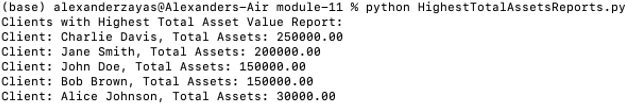 (base) alexanderzayas@Alexanders-Air module-11 % python HighestTotalAssetsReports.py
Clients with Highest Total Asset Value Report:
Client: Charlie Davis, Total Assets: 250000.00
Client: Jane Smith, Total Assets: 200000.00
Client: John Doe, Total Assets: 150000.00
Client: Bob Brown, Total Assets: 150000.00
Client: Alice Johnson, Total Assets: 30000.00